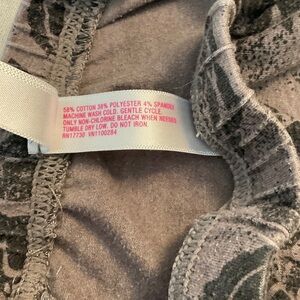 58% COTTON 38% POLYESTER 4% SPANDEX
MACHINE WASH COLD. GENTLE CYCLE
ONLY NON-CHLORINE BLEACH WHEN NEEDED
TUMBLE DRY LOW. DO NOT IRON.
RN17730 VN1100284